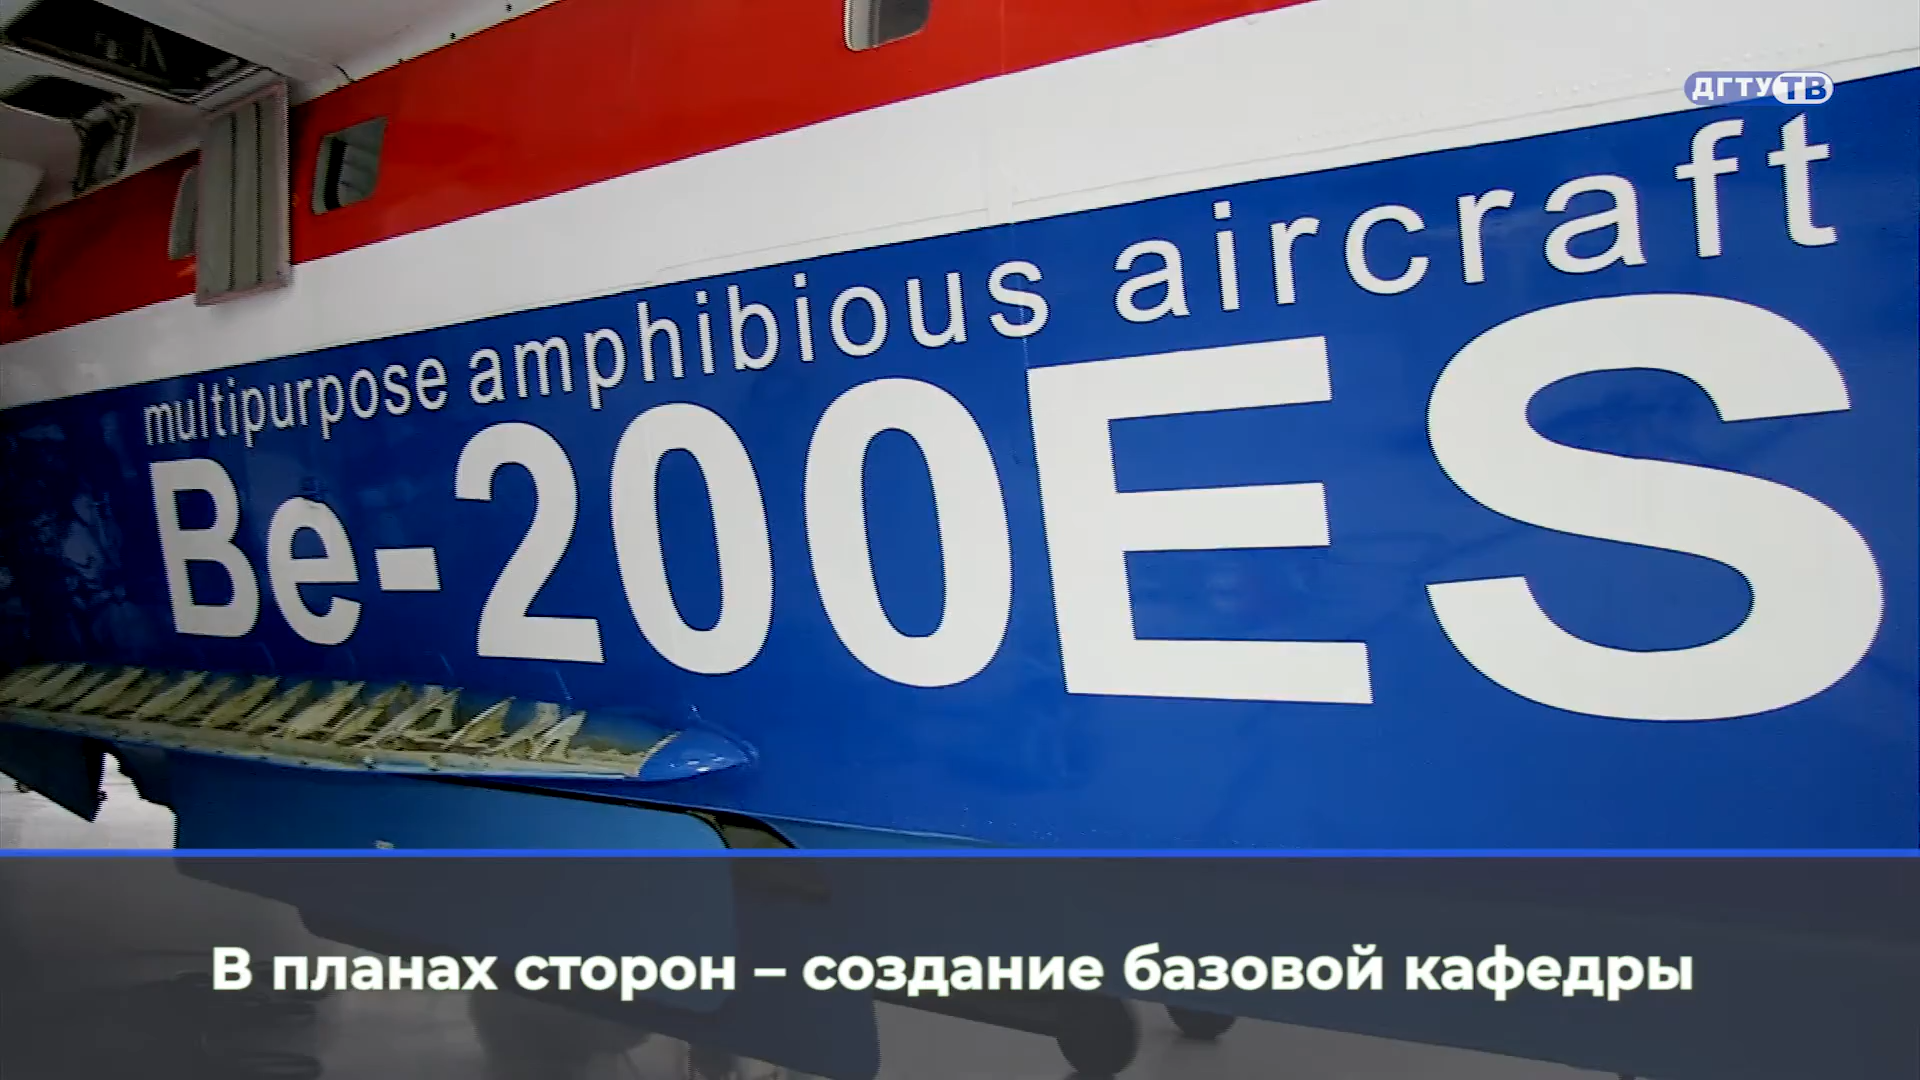 ДГТУ ТВ
multipurpose amphibious aircraft
Be-200ES
В планах сторон – создание базовой кафедры